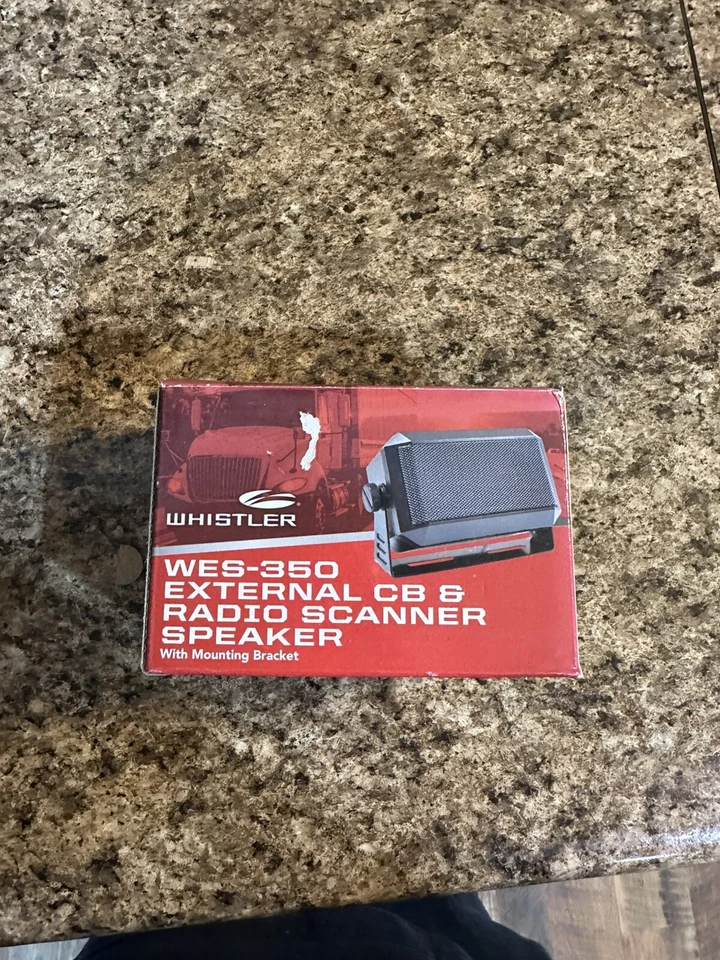 WHISTLER
WES-350
EXTERNAL CB &
RADIO SCANNER
SPEAKER
With Mounting Bracket